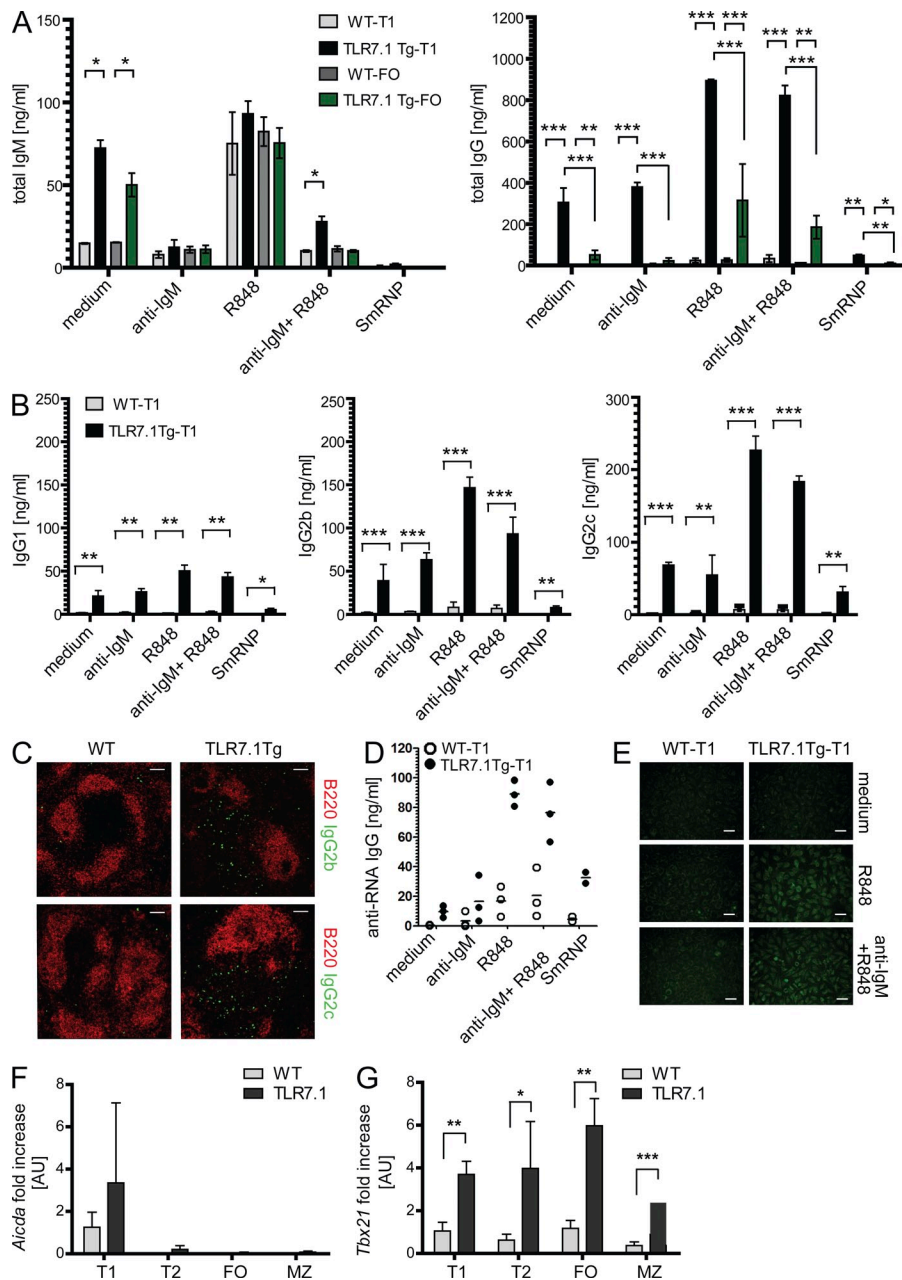 A
WT-T1
TLR7.1 Tg-T1
WT-FO
TLR7.1 Tg-FO
total IgM [ng/ml]
150
100
50
0
* * *
medium
anti-IgM
R848
anti-IgM+ R848
SmRNP
total IgG [ng/ml]
1200
1000
800
600
400
200
0
*** *** *** **
*** ***
*** ** ***
*** ***
** *
**
medium
anti-IgM
R848
anti-IgM+ R848
SmRNP
B
WT-T1
TLR7.1Tg-T1
IgG1 [ng/ml]
250
200
150
100
50
0
** ** ** ** *
medium
anti-IgM
R848
anti-IgM+ R848
SmRNP
IgG2b [ng/ml]
250
200
150
100
50
0
*** *** *** *** **
medium
anti-IgM
R848
anti-IgM+ R848
SmRNP
IgG2c [ng/ml]
300
200
100
0
*** ** *** *** **
medium
anti-IgM
R848
anti-IgM+ R848
SmRNP
C
WT
TLR7.1Tg
B220 IgG2b
B220 IgG2c
D
WT-T1
TLR7.1Tg-T1
anti-RNA IgG [ng/ml]
120
100
80
60
40
20
0
medium
anti-IgM
R848
anti-IgM+ R848
SmRNP
E
WT-T1
TLR7.1Tg-T1
medium
R848
anti-IgM
+R848
F
WT
TLR7.1
Aicda fold increase
[AU]
8
6
4
2
0
T1 T2 FO MZ
G
WT
TLR7.1
Tbx21 fold increase
[AU]
8
6
4
2
0
** * ** ***
T1 T2 FO MZ